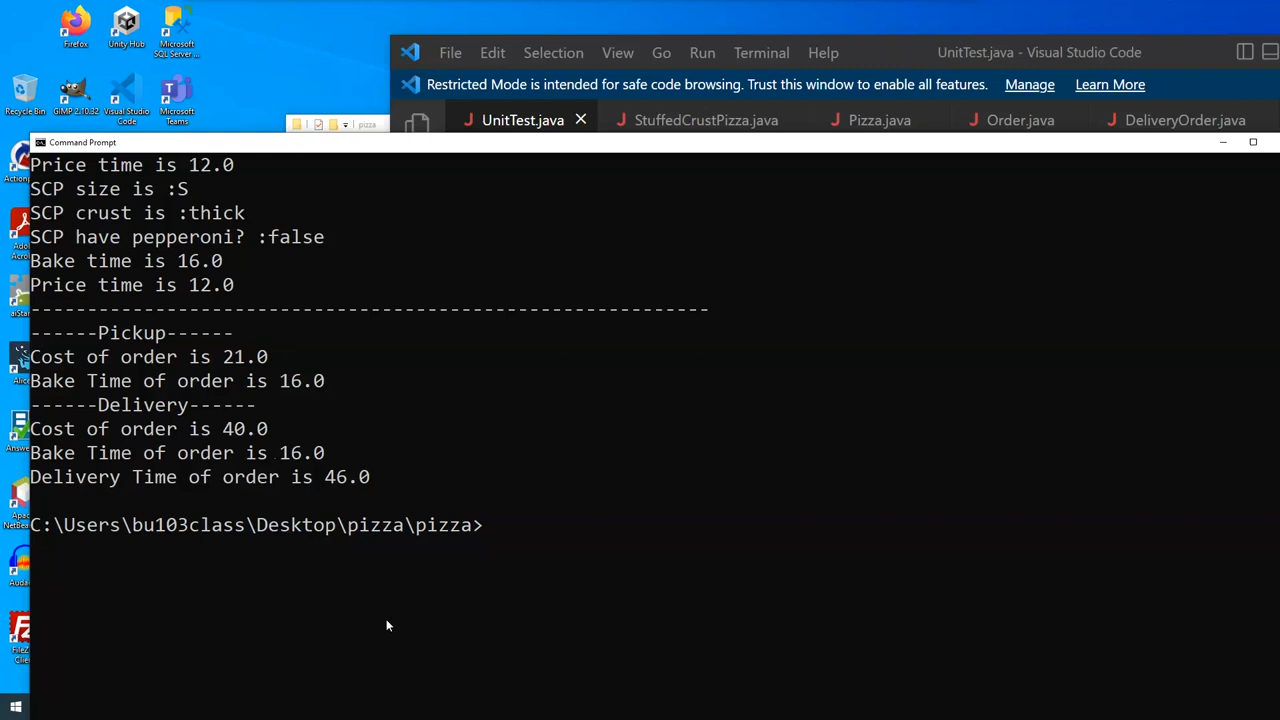 Firefox
Unity Hub
Microsoft
SQL Server ...
Recycle Bin
GIMP 2.10.32
Visual Studio
Code
Microsoft
Teams
File Edit Selection View Go Run Terminal Help UnitTest.java - Visual Studio Code
Restricted Mode is intended for safe code browsing. Trust this window to enable all features. Manage Learn More
pizza
UnitTest.java StuffedCrustPizza.java Pizza.java Order.java DeliveryOrder.java
Command Prompt
Price time is 12.0
SCP size is :S
SCP crust is :thick
SCP have pepperoni? :false
Bake time is 16.0
Price time is 12.0
------------------------------------------------------------
------Pickup------
Cost of order is 21.0
Bake Time of order is 16.0
------Delivery------
Cost of order is 40.0
Bake Time of order is 16.0
Delivery Time of order is 46.0
C:\Users\bu103class\Desktop\pizza\pizza>